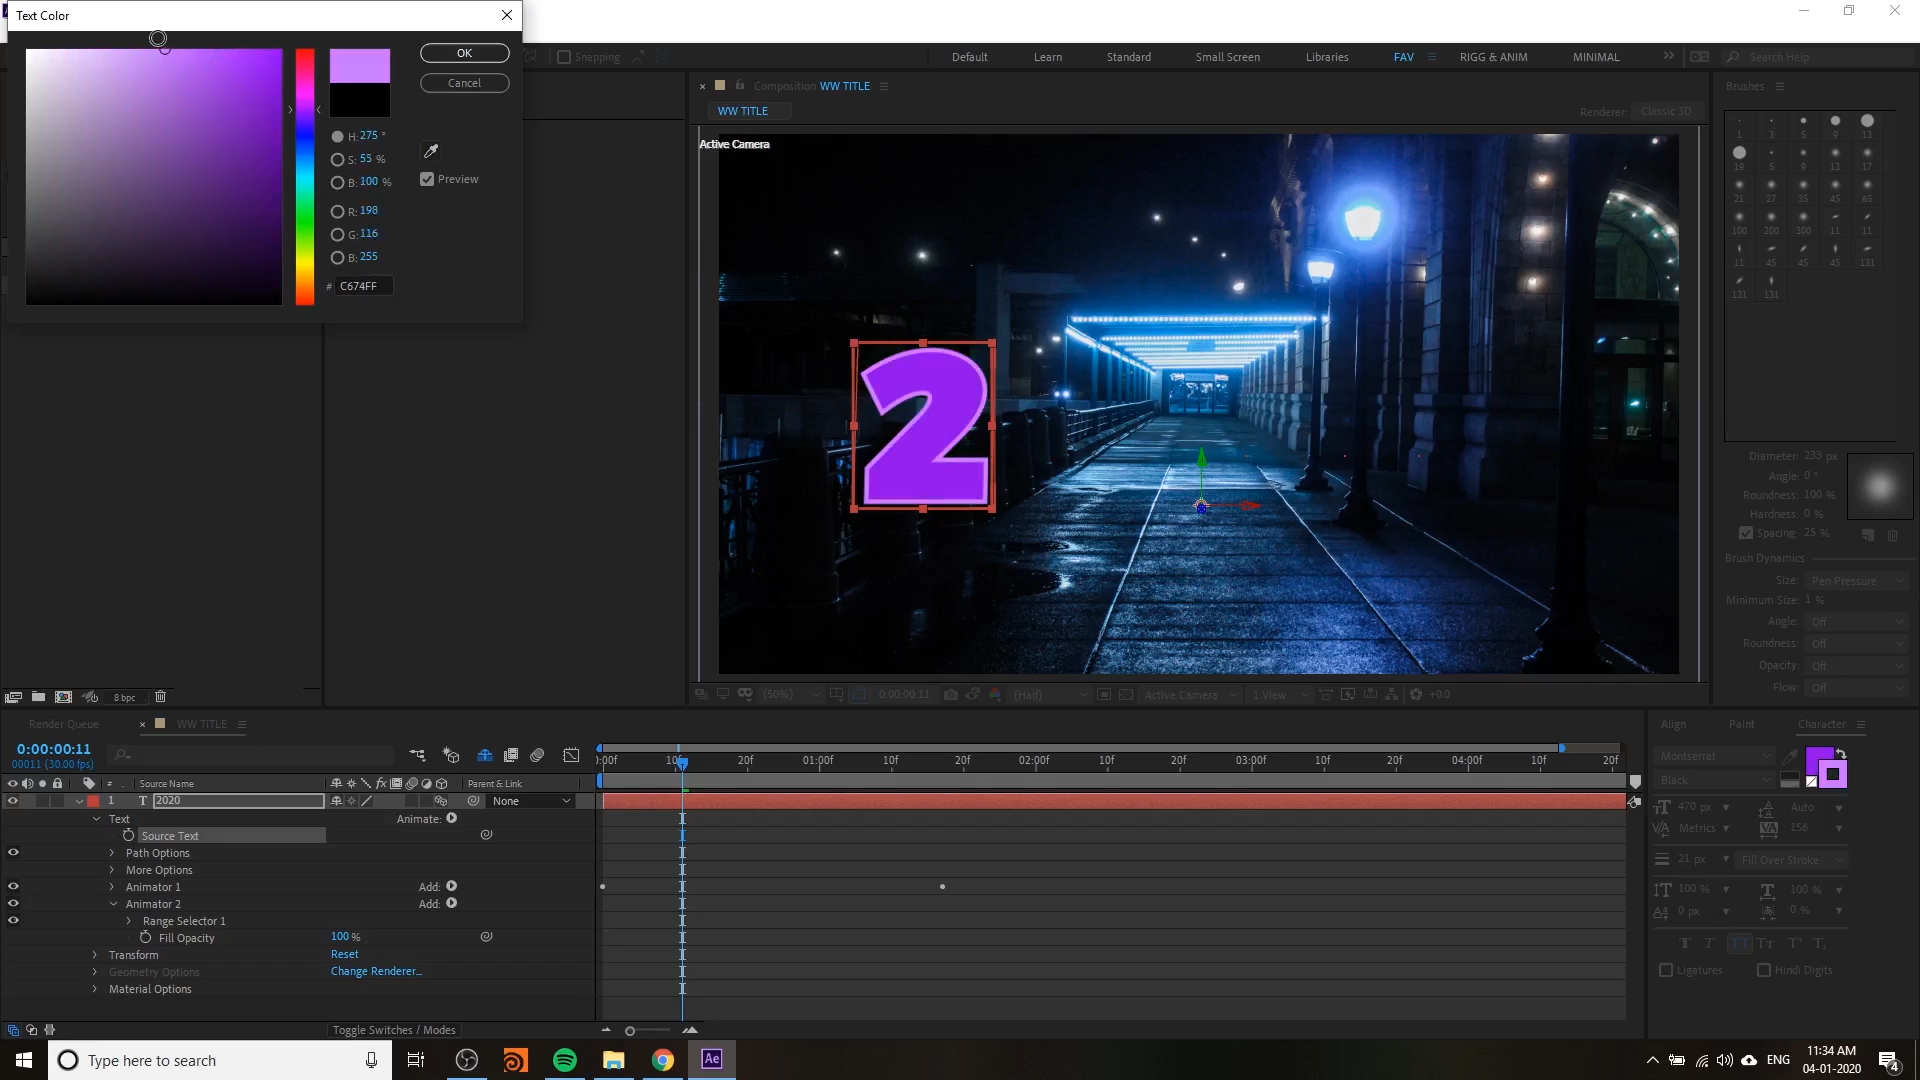 Text Color
OK
Cancel
H: 275 °
S: 55 %
B: 100 %
R: 198
G: 116
B: 255
# C674FF
Preview
Snapping
Default
Learn
Standard
Small Screen
Libraries
FAV
RIGG & ANIM
MINIMAL
Search Help
Composition WW TITLE
WW TITLE
Renderer: Classic 3D
Active Camera
2
Brushes
1 3 5 9 13
19 5 9 13 17
21 27 35 45 65
100 200 300 11 11
11 45 45 45 131
131 131
Diameter: 233 px
Angle: 0 °
Roundness: 100 %
Hardness: 0 %
Spacing: 25 %
Brush Dynamics
Size: Pen Pressure
Minimum Size: 1 %
Angle: Off
Roundness: Off
Opacity: Off
Flow: Off
8 bpc
(50%)
0:00:00:11
(Half)
Active Camera
1 View
+0.0
Render Queue
WW TITLE
0:00:00:11
00011 (30.00 fps)
# Source Name
Parent & Link
):00f 10f 20f 01:00f 10f 20f 02:00f 10f 20f 03:00f 10f 20f 04:00f 10f 20f
1 T 2020
None
Text
Animate:
Source Text
Path Options
More Options
Animator 1
Add:
Animator 2
Add:
Range Selector 1
Fill Opacity
100 %
Transform
Reset
Geometry Options
Change Renderer...
Material Options
Toggle Switches / Modes
Align
Paint
Character
Montserrat
Black
470 px
Auto
Metrics
156
21 px
Fill Over Stroke
100 %
100 %
0 px
0 %
Ligatures
Hindi Digits
Type here to search
Ae
ENG
11:34 AM
04-01-2020
4